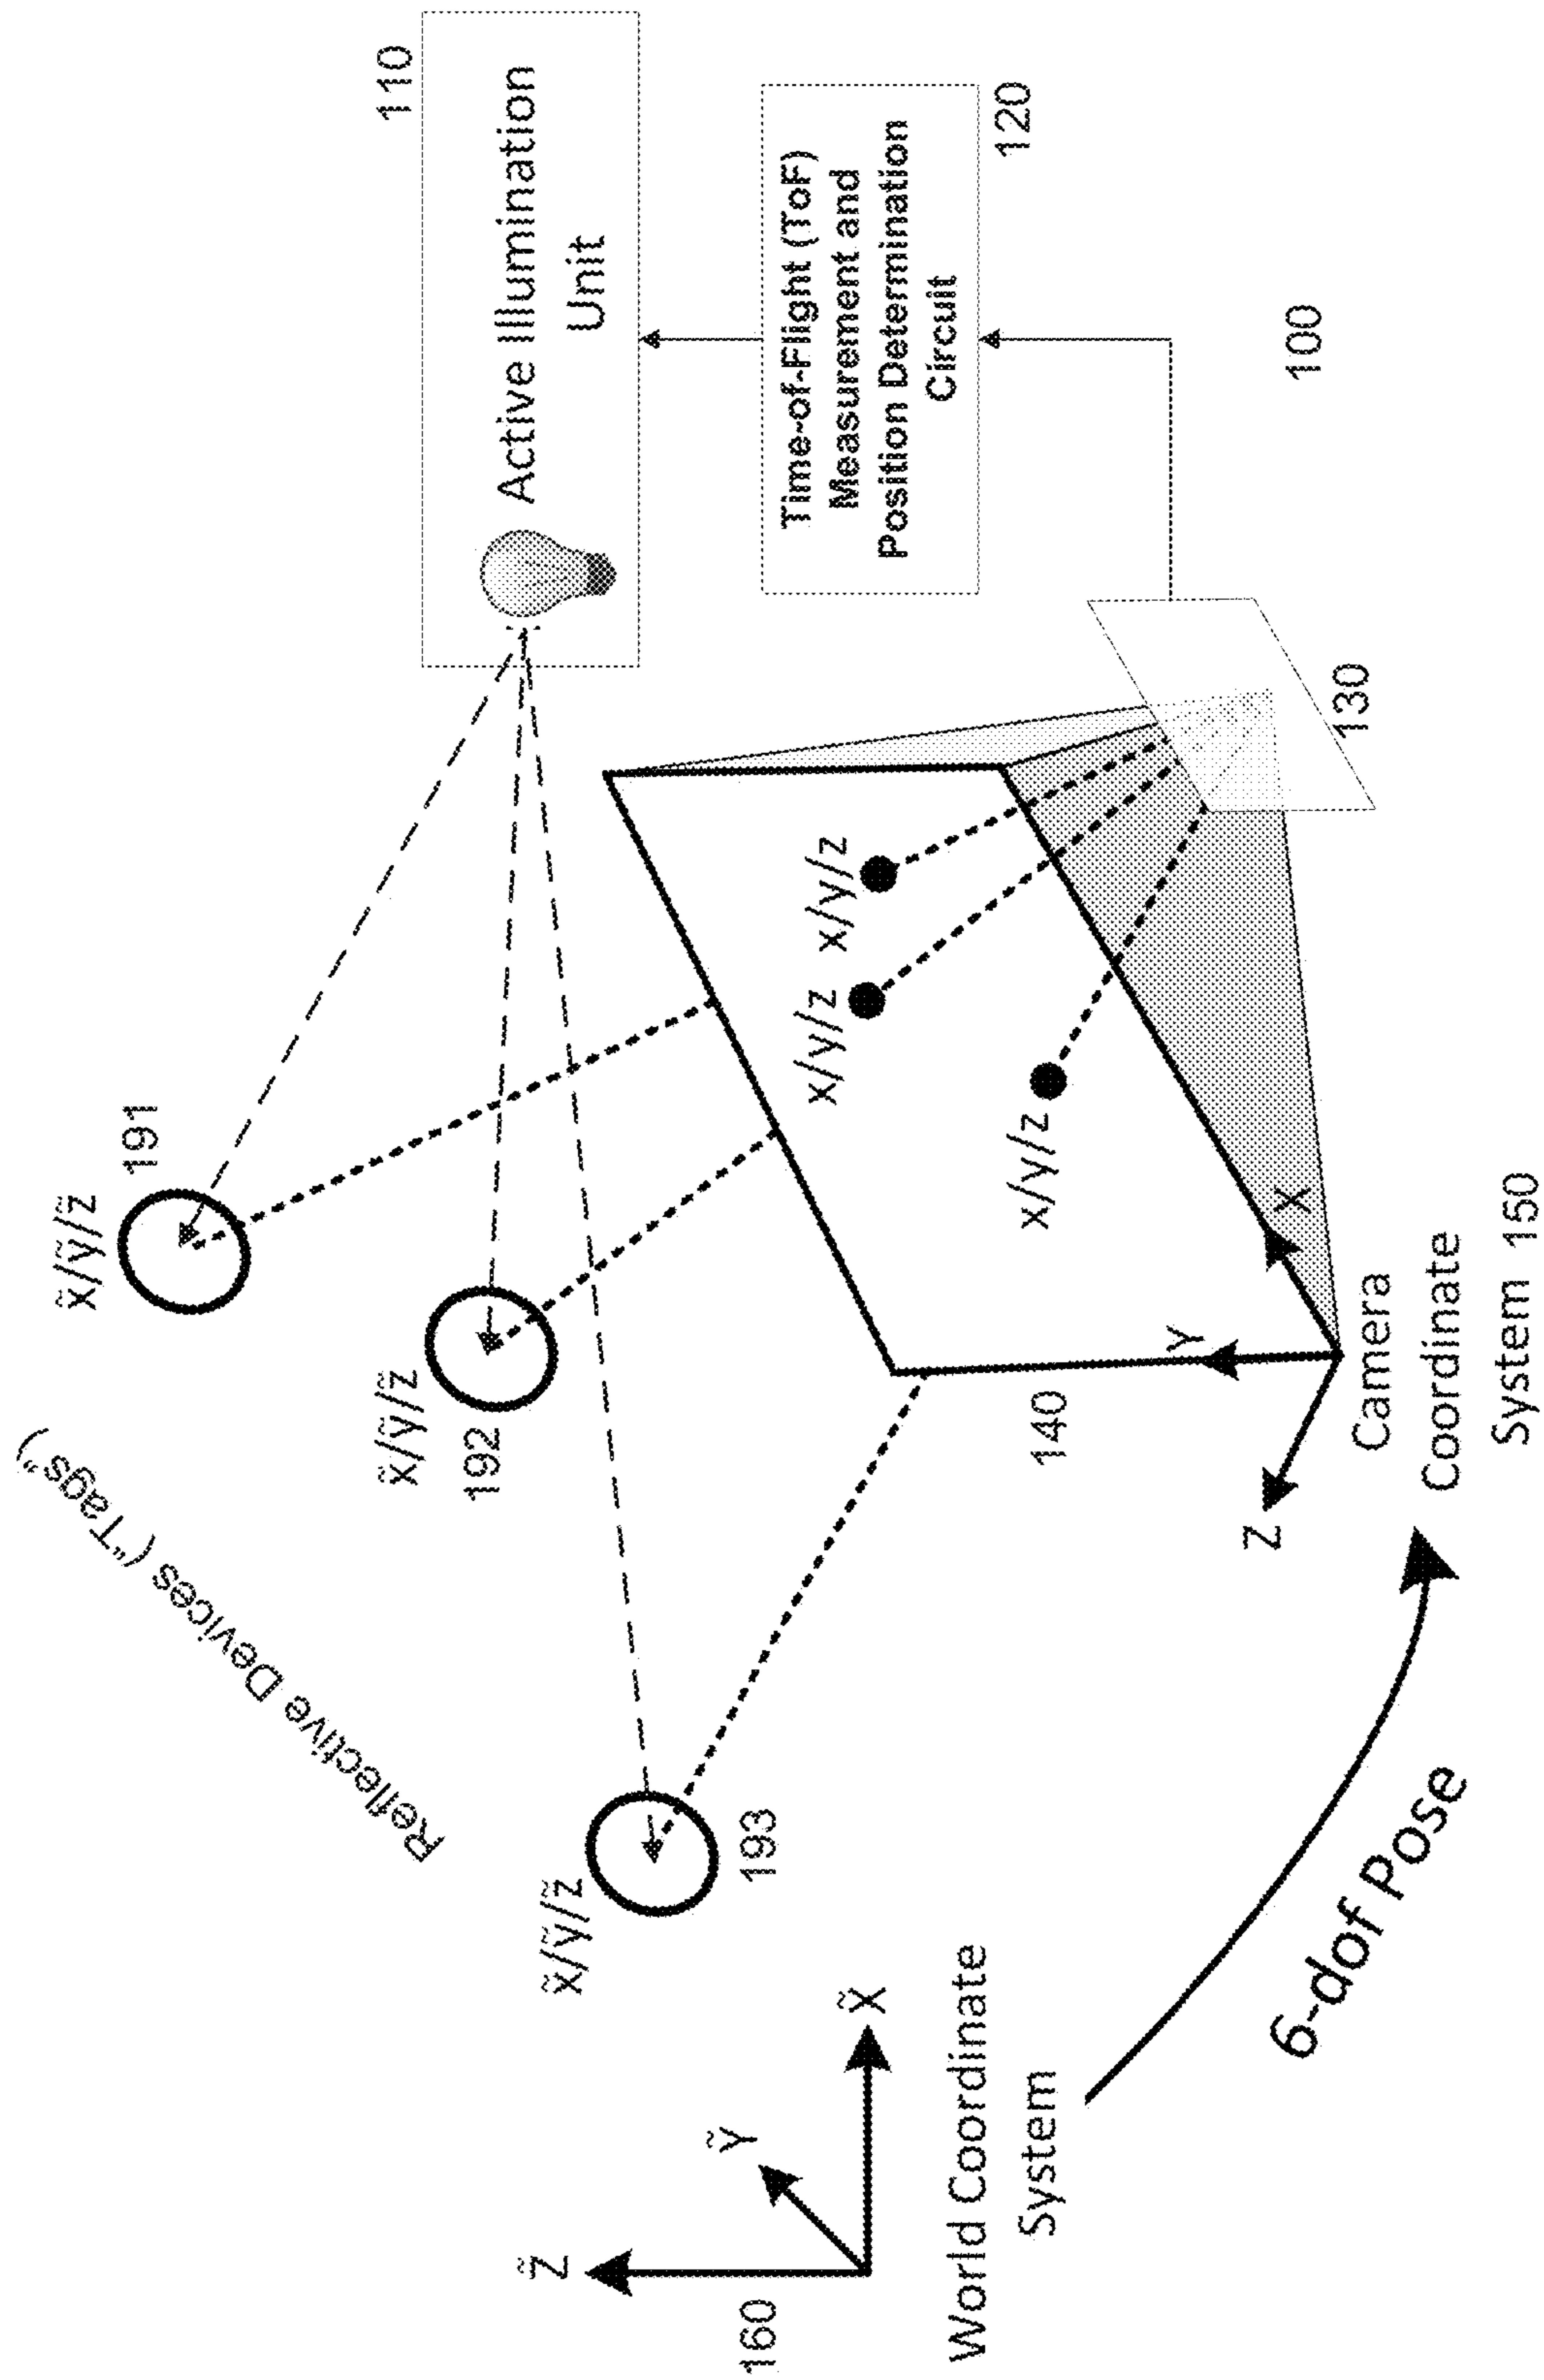 Reflective Devices ("Tags")
x̃/ỹ/z̃
191
x̃/ỹ/z̃
192
x̃/ỹ/z̃
193
110
Active Illumination
Unit
Time-of-Flight (ToF)
Measurement and
Position Determination
Circuit
120
x/y/z
x/y/z
x/y/z
130
100
140
Y
X
Z
Camera
Coordinate
System 150
Z̃
Ỹ
X̃
160
World Coordinate
System
6-dof Pose